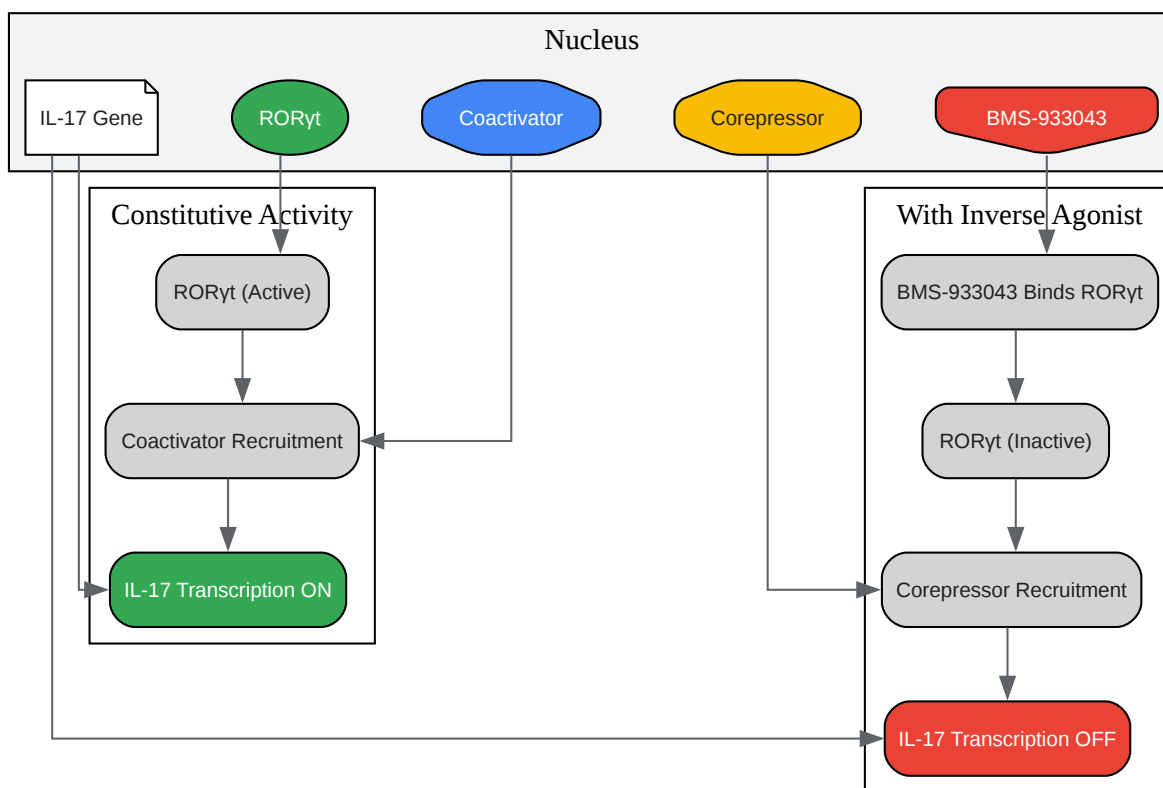 Nucleus
IL-17 Gene
RORγt
Coactivator
Corepressor
BMS-933043
Constitutive Activity
With Inverse Agonist
RORγt (Active)
BMS-933043 Binds RORγt
Coactivator Recruitment
RORγt (Inactive)
IL-17 Transcription ON
Corepressor Recruitment
IL-17 Transcription OFF